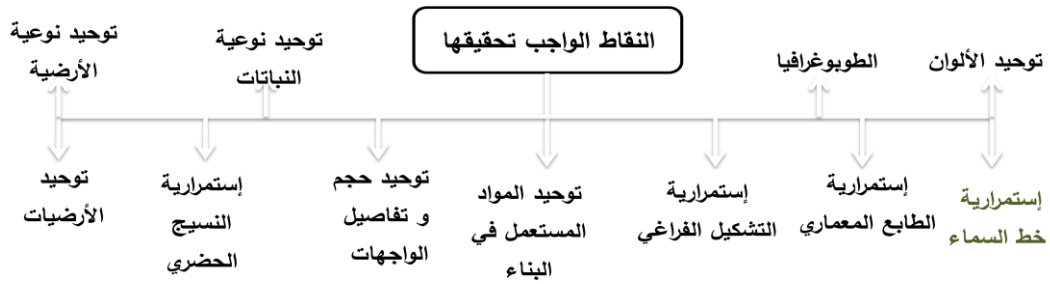 النقاط الواجب تحقيقها
توحيد الألوان
الطوبوغرافيا
توحيد نوعية
النباتات
توحيد نوعية
الأرضية
إستمرارية
خط السماء
إستمرارية
الطابع المعماري
إستمرارية
التشكيل الفراغي
توحيد المواد
المستعمل في
البناء
توحيد حجم
و تفاصيل
الواجهات
إستمرارية
النسيج
الحضري
توحيد
الأرضيات